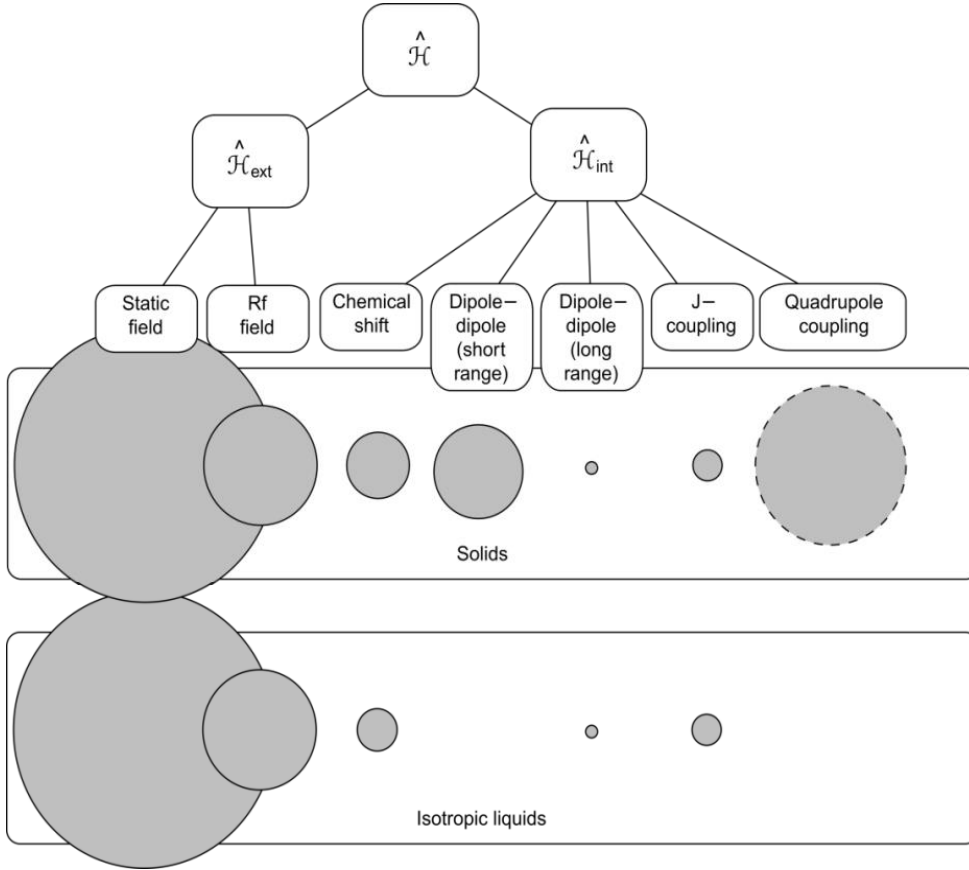 Ĥ
Ĥext
Ĥint
Static
field
Rf
field
Chemical
shift
Dipole–
dipole
(short
range)
Dipole–
dipole
(long
range)
J–
coupling
Quadrupole
coupling
Solids
Isotropic liquids